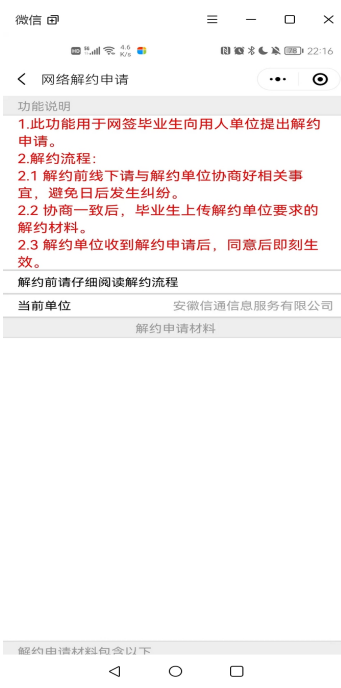 微信
HD 5G 4.6 K/s 22:16
网络解约申请
功能说明
1.此功能用于网签毕业生向用人单位提出解约
申请。
2.解约流程：
2.1 解约前线下请与解约单位协商好相关事
宜，避免日后发生纠纷。
2.2 协商一致后，毕业生上传解约单位要求的
解约材料。
2.3 解约单位收到解约申请后，同意后即刻生
效。
解约前请仔细阅读解约流程
当前单位 安徽信通信息服务有限公司
解约申请材料
解约申请材料包含以下